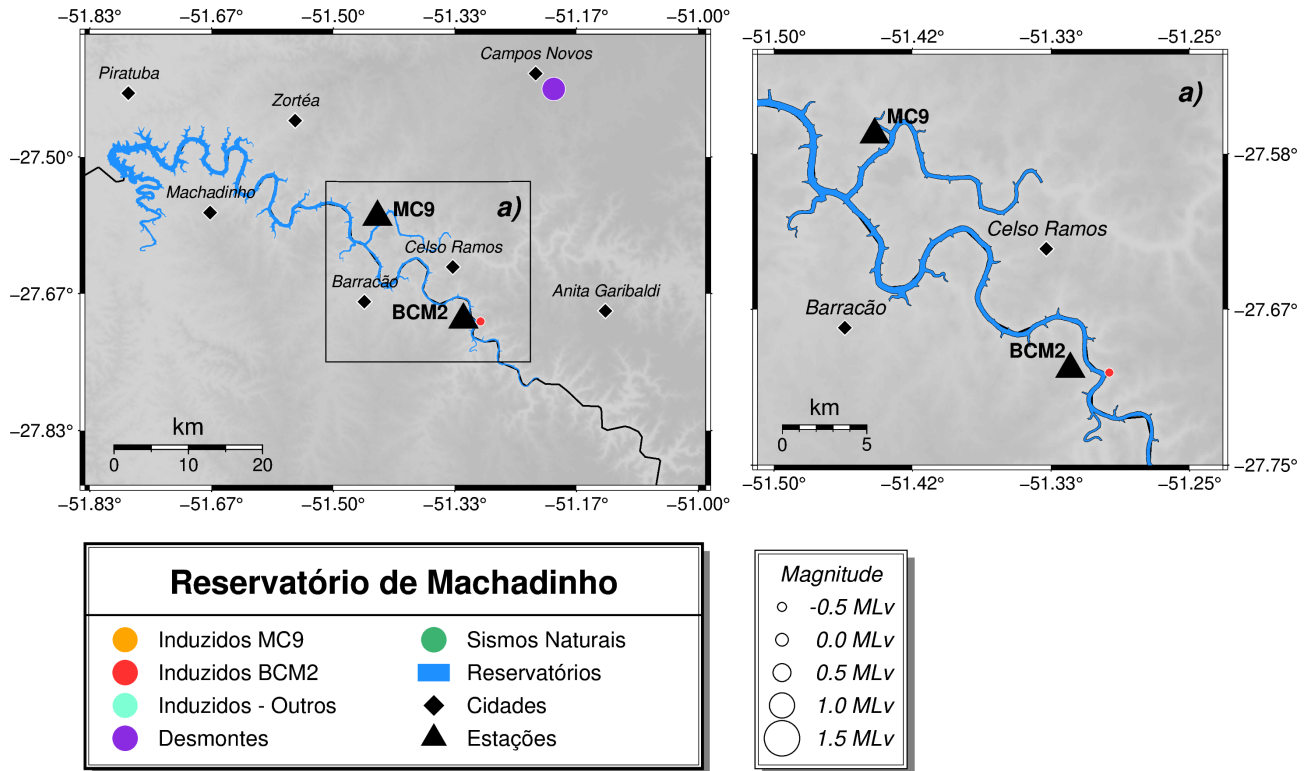 −51.83° −51.67° −51.50° −51.33° −51.17° −51.00°
Campos Novos
Piratuba
Zortéa
−27.50°
Machadinho
a)
MC9
Celso Ramos
−27.67°
Barracão
Anita Garibaldi
BCM2
−27.83°
km
0 10 20
−51.83° −51.67° −51.50° −51.33° −51.17° −51.00°
−51.50° −51.42° −51.33° −51.25°
a)
MC9
−27.58°
Celso Ramos
Barracão
−27.67°
BCM2
km
0 5
−27.75°
−51.50° −51.42° −51.33° −51.25°
Reservatório de Machadinho
Induzidos MC9
Induzidos BCM2
Induzidos - Outros
Desmontes
Sismos Naturais
Reservatórios
Cidades
Estações
Magnitude
-0.5 MLv
0.0 MLv
0.5 MLv
1.0 MLv
1.5 MLv